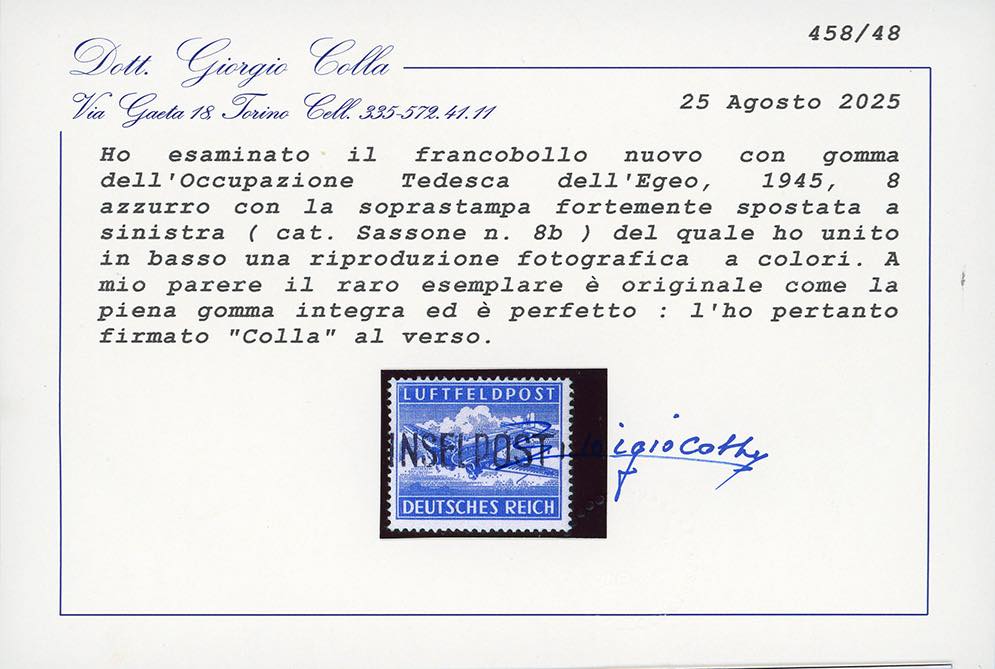 458/48
Dott. Giorgio Colla
Via Gaeta 18, Torino Cell. 335-572.41.11
25 Agosto 2025
Ho esaminato il francobollo nuovo con gomma
dell'Occupazione Tedesca dell'Egeo, 1945, 8
azzurro con la soprastampa fortemente spostata a
sinistra ( cat. Sassone n. 8b ) del quale ho unito
in basso una riproduzione fotografica a colori. A
mio parere il raro esemplare è originale come la
piena gomma integra ed è perfetto : l'ho pertanto
firmato "Colla" al verso.
LUFTFELDPOST
INSELPOST
DEUTSCHES REICH